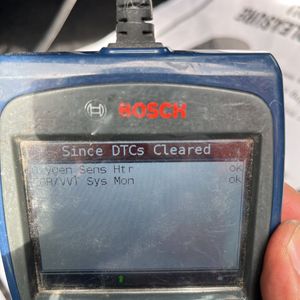 BOSCH
Since DTCs Cleared
Oxygen Sens Htr ok
EGR/VVT Sys Mon ok